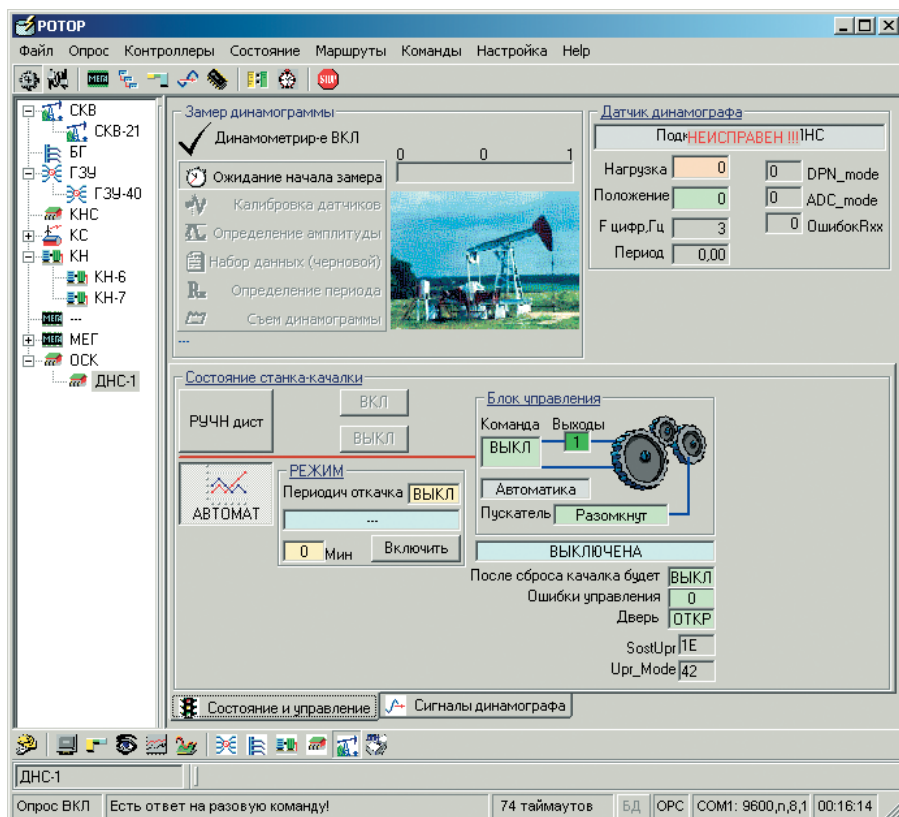 РОТОР
Файл Опрос Контроллеры Состояние Маршруты Команды Настройка Help
МЕГА STOP
СКВ
СКВ-21
БГ
ГЗУ
ГЗУ-40
КНС
КС
КН
КН-6
КН-7
---
МЕГ
ОСК
ДНС-1
Замер динамограммы
Динамометрир-е ВКЛ
0 0 1
Ожидание начала замера
Калибровка датчиков
Определение амплитуды
Набор данных (черновой)
Определение периода
Съем динамограммы
---
Датчик динамографа
НЕИСПРАВЕН !!!
Нагрузка 0
Положение 0
F цифр,Гц 3
Период 0,00
0 DPN_mode
0 ADC_mode
0 ОшибокRxx
Состояние станка-качалки
РУЧН дист
ВКЛ
ВЫКЛ
АВТОМАТ
РЕЖИМ
Периодич откачка ВЫКЛ
---
0 Мин Включить
Блок управления
Команда Выходы
ВЫКЛ 1
Автоматика
Пускатель Разомкнут
ВЫКЛЮЧЕНА
После сброса качалка будет ВЫКЛ
Ошибки управления 0
Дверь ОТКР
SostUpr 1E
Upr_Mode 42
Состояние и управление Сигналы динамографа
ДНС-1
Опрос ВКЛ Есть ответ на разовую команду! 74 таймаутов БД OPC COM1: 9600,n,8,1 00:16:14